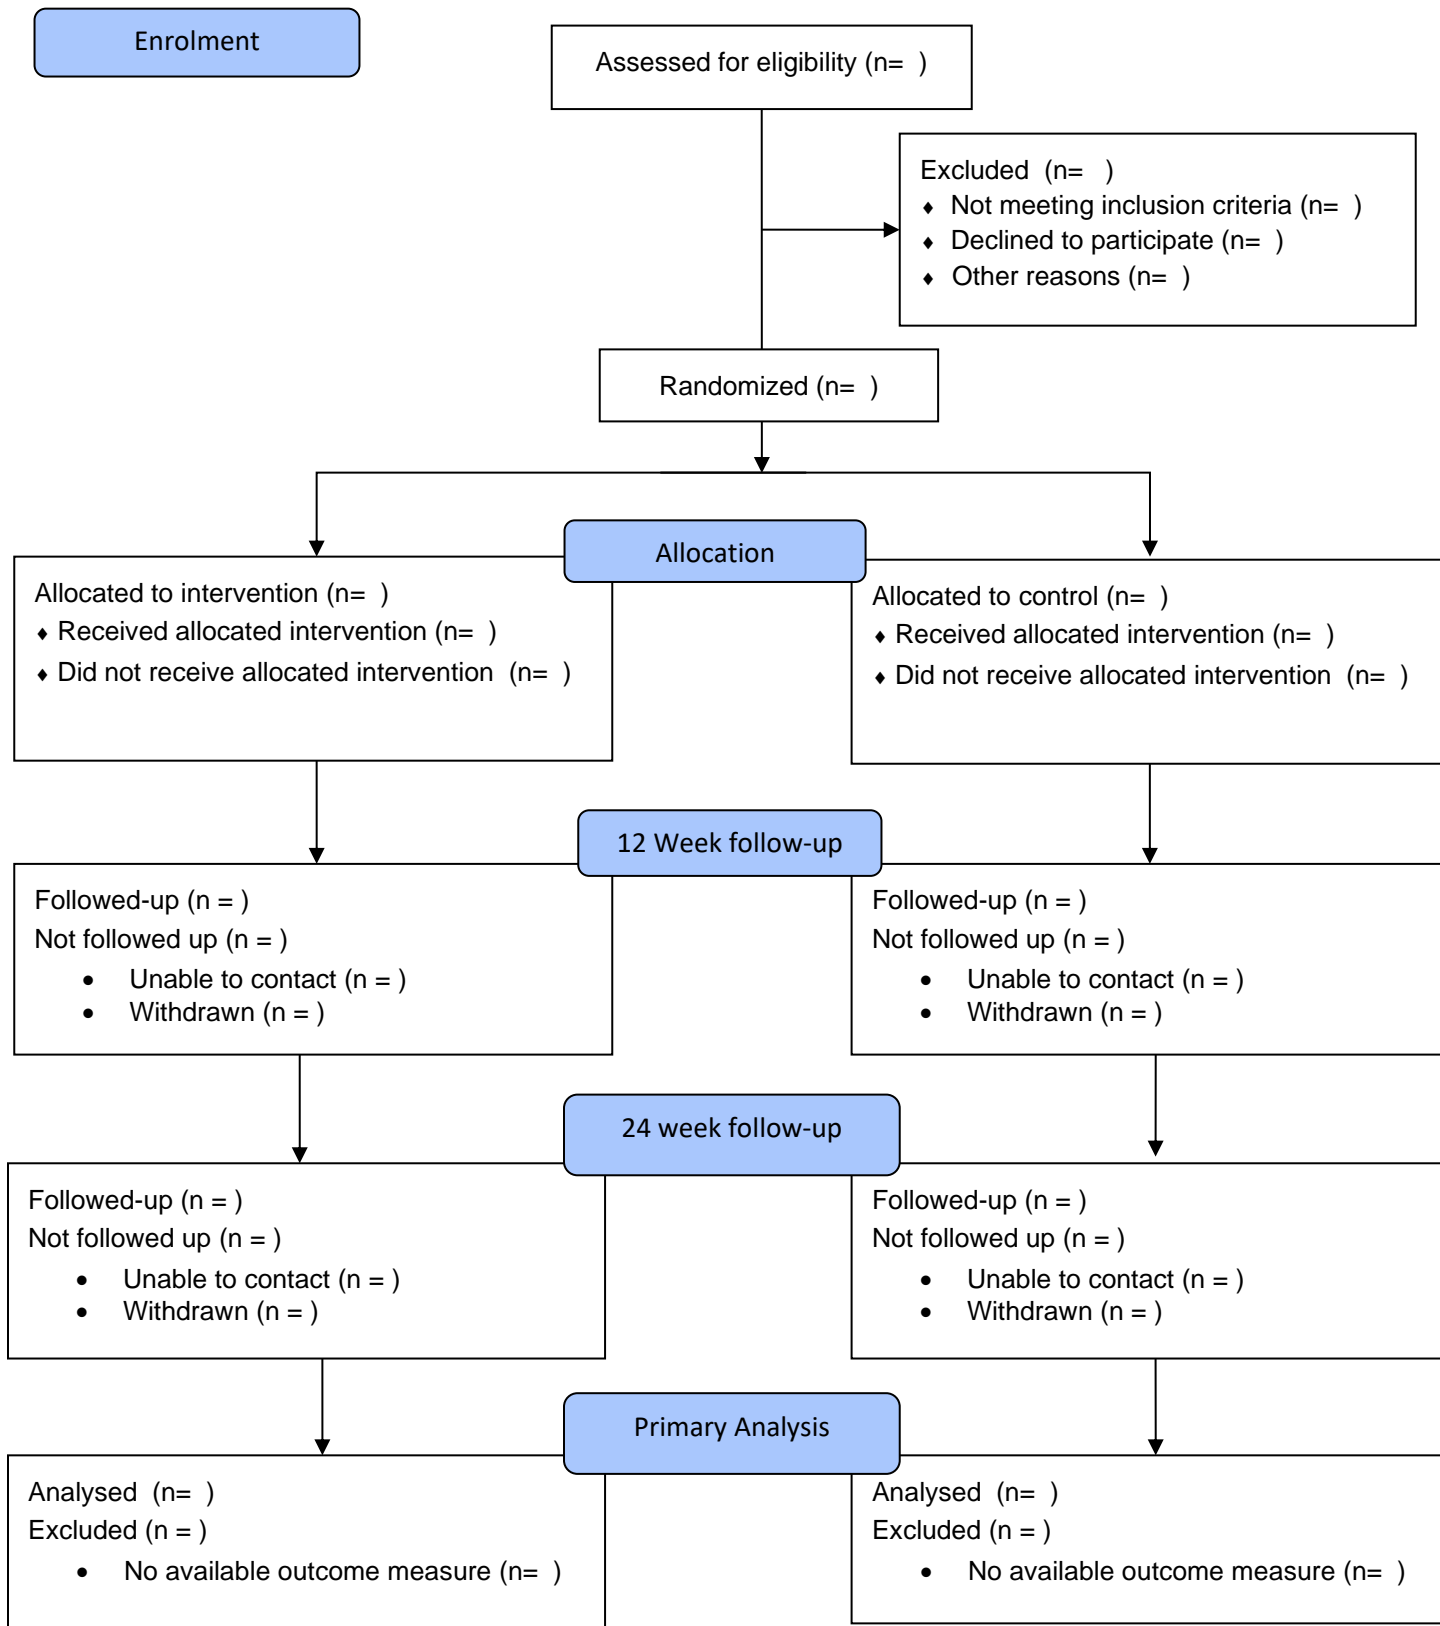 Enrolment
Assessed for eligibility (n=  )
Excluded  (n=   )
♦ Not meeting inclusion criteria (n=  )
♦ Declined to participate (n=  )
♦ Other reasons (n=  )
Randomized (n=  )
Allocation
Allocated to intervention (n=  )
♦ Received allocated intervention (n=  )
♦ Did not receive allocated intervention  (n=  )
Allocated to control (n=  )
♦ Received allocated intervention (n=  )
♦ Did not receive allocated intervention  (n=  )
12 Week follow-up
Followed-up (n = )
Not followed up (n = )
• Unable to contact (n = )
• Withdrawn (n = )
Followed-up (n = )
Not followed up (n = )
• Unable to contact (n = )
• Withdrawn (n = )
24 week follow-up
Followed-up (n = )
Not followed up (n = )
• Unable to contact (n = )
• Withdrawn (n = )
Followed-up (n = )
Not followed up (n = )
• Unable to contact (n = )
• Withdrawn (n = )
Primary Analysis
Analysed  (n=  )
Excluded (n = )
• No available outcome measure (n=  )
Analysed  (n=  )
Excluded (n = )
• No available outcome measure (n=  )